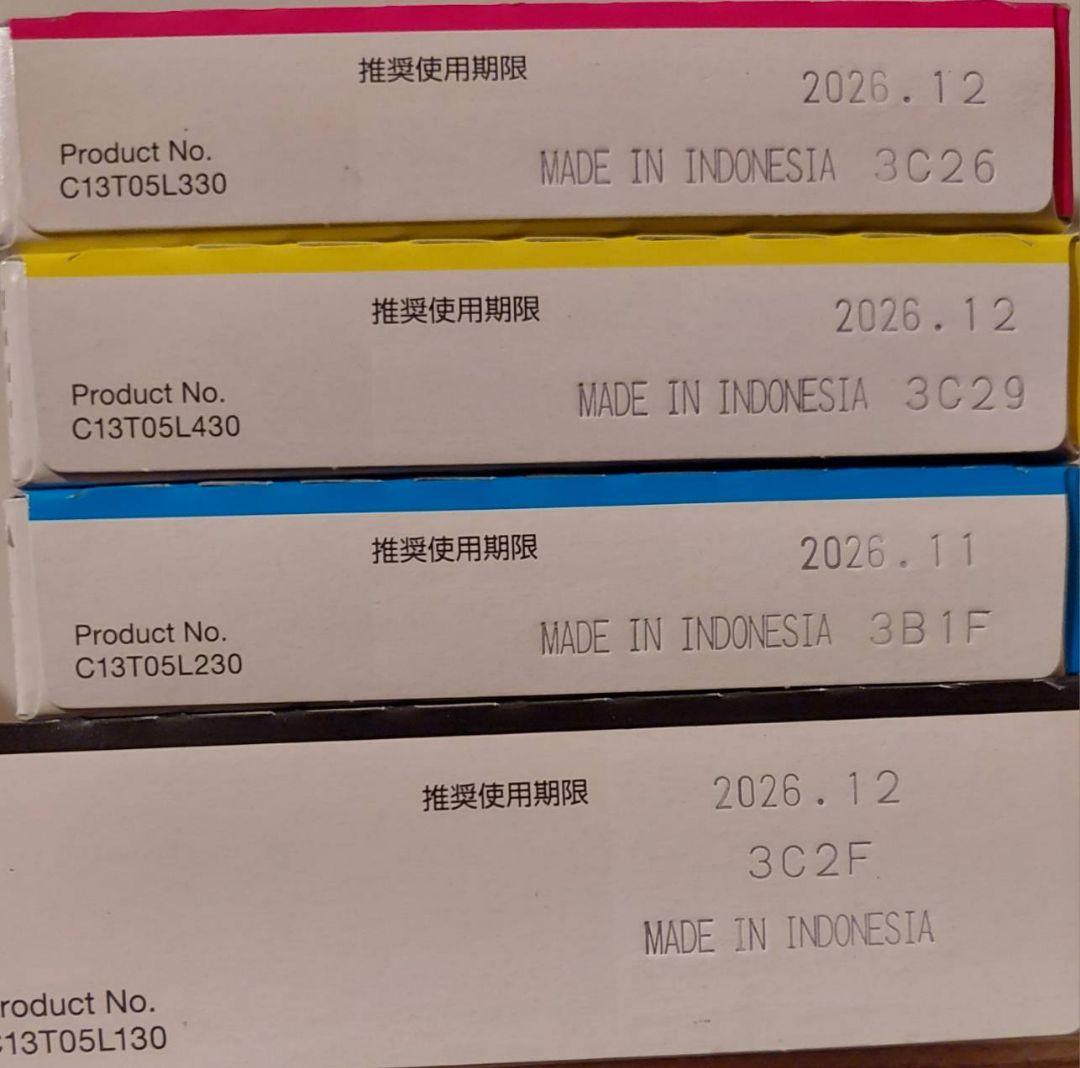 推奨使用期限
2026.12
Product No.
C13T05L330
MADE IN INDONESIA 3C26
推奨使用期限
2026.12
Product No.
C13T05L430
MADE IN INDONESIA 3C29
推奨使用期限
2026.11
Product No.
C13T05L230
MADE IN INDONESIA 3B1F
推奨使用期限
2026.12
3C2F
MADE IN INDONESIA
roduct No.
13T05L130